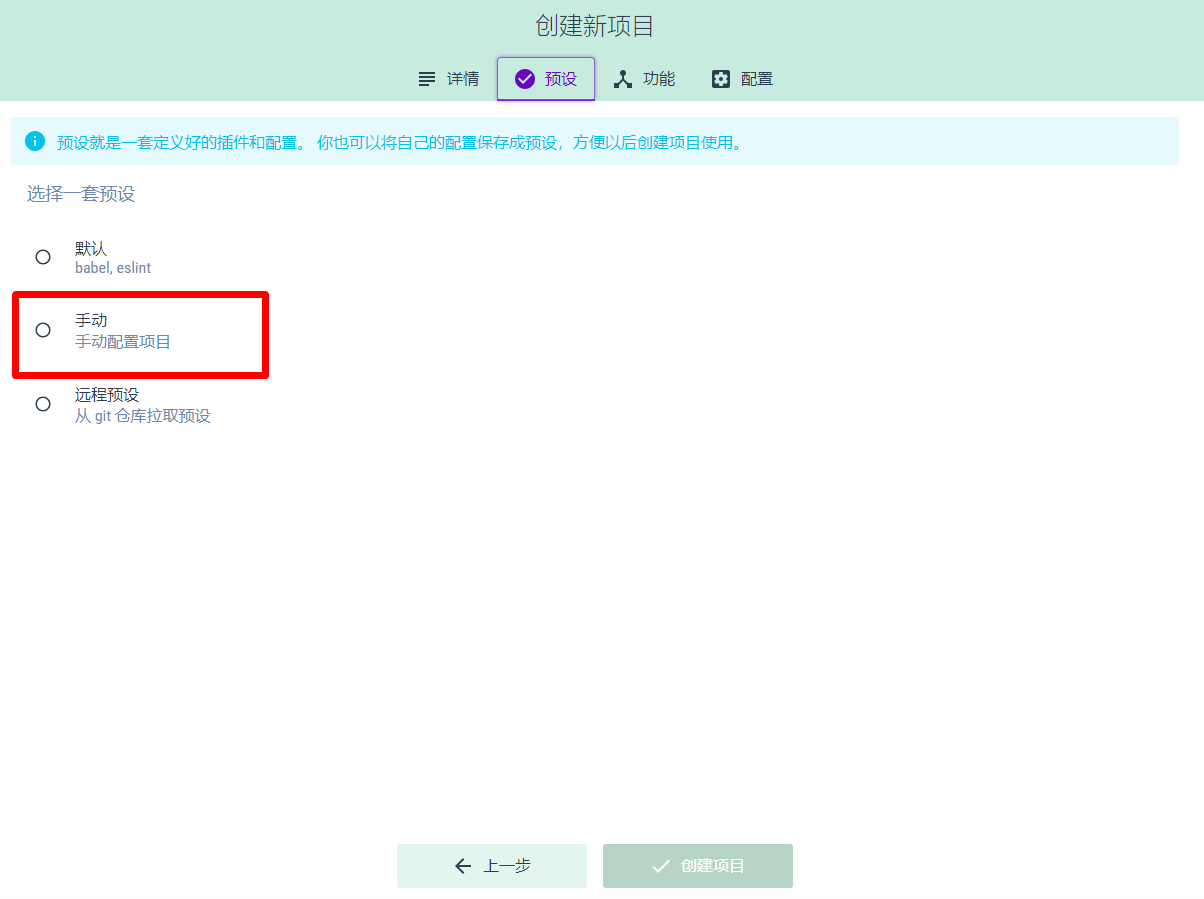 创建新项目
详情 预设 功能 配置
预设就是一套定义好的插件和配置。 你也可以将自己的配置保存成预设，方便以后创建项目使用。
选择一套预设
默认
babel, eslint
手动
手动配置项目
远程预设
从 git 仓库拉取预设
上一步 创建项目